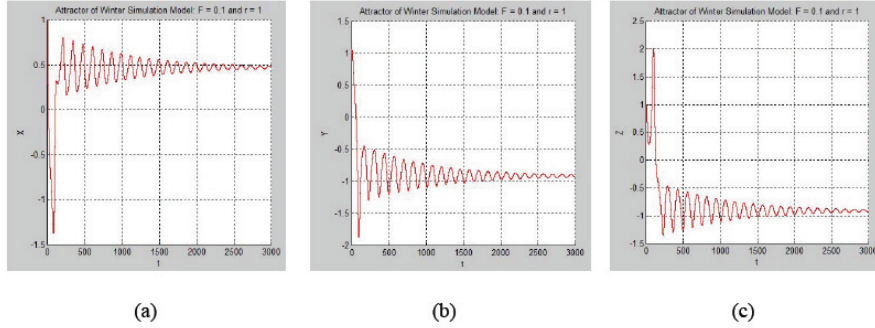 Attractor of Winter Simulation Model: F = 0.1 and r = 1
1
0.5
0
-0.5
-1
-1.5
X
0 500 1000 1500 2000 2500 3000
t
(a)
Attractor of Winter Simulation Model: F = 0.1 and r = 1
1.5
1
0.5
0
-0.5
-1
-1.5
-2
Y
0 500 1000 1500 2000 2500 3000
t
(b)
Attractor of Winter Simulation Model: F = 0.1 and r = 1
2.5
2
1.5
1
0.5
0
-0.5
-1
-1.5
Z
0 500 1000 1500 2000 2500 3000
t
(c)